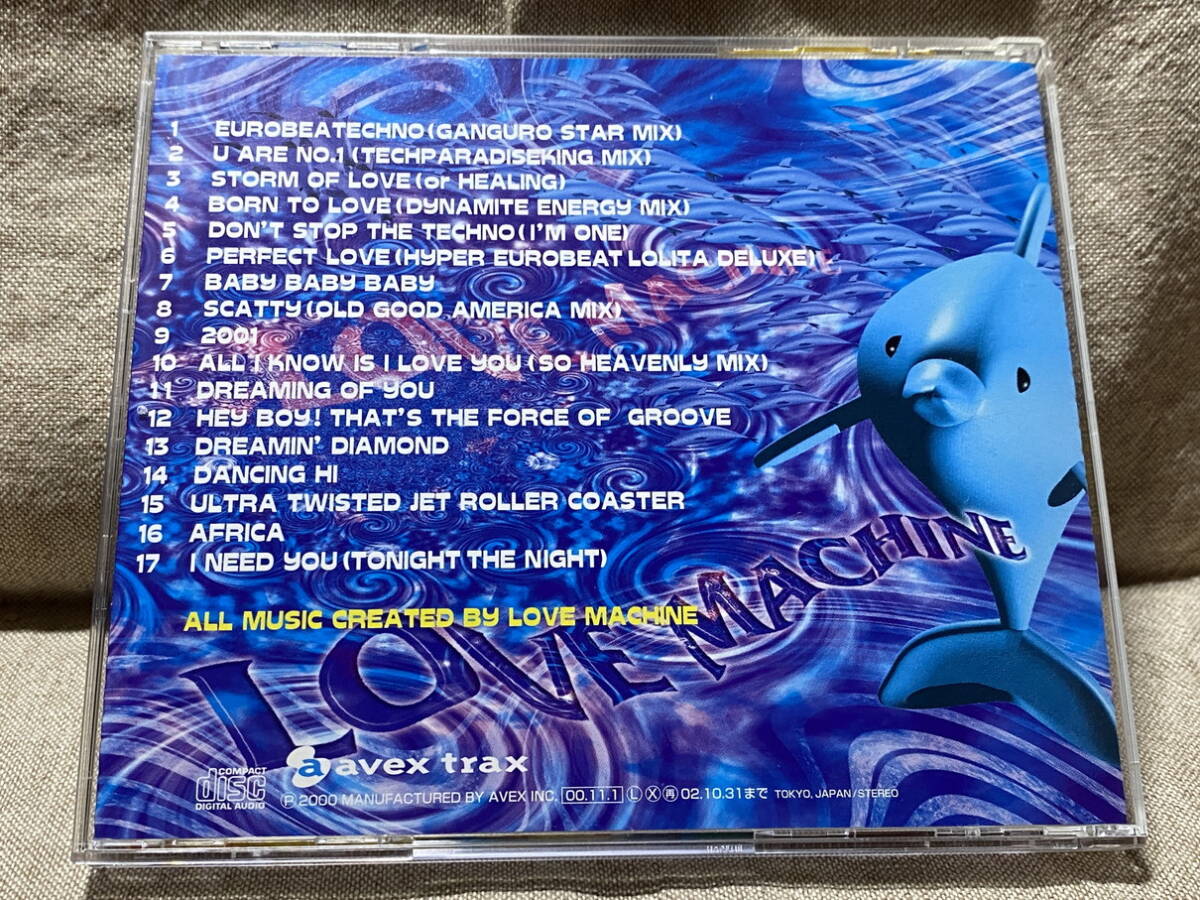 1 EUROBEATECHNO(GANGURO STAR MIX)
2 U ARE NO.1(TECHPARADISEKING MIX)
3 STORM OF LOVE(or HEALING)
4 BORN TO LOVE(DYNAMITE ENERGY MIX)
5 DON'T STOP THE TECHNO(I'M ONE)
6 PERFECT LOVE(HYPER EUROBEAT LOLITA DELUXE)
7 BABY BABY BABY
8 SCATTY(OLD GOOD AMERICA MIX)
9 2001
10 ALL I KNOW IS I LOVE YOU(SO HEAVENLY MIX)
11 DREAMING OF YOU
12 HEY BOY! THAT'S THE FORCE OF GROOVE
13 DREAMIN' DIAMOND
14 DANCING HI
15 ULTRA TWISTED JET ROLLER COASTER
16 AFRICA
17 I NEED YOU(TONIGHT THE NIGHT)
LOVE MACHINE
ALL MUSIC CREATED BY LOVE MACHINE
LOVE MACHINE
a avex trax
COMPACT disc DIGITAL AUDIO
Ⓟ 2000 MANUFACTURED BY AVEX INC. 00.11.1 Ⓛ Ⓧ ㊢ 02.10.31まで TOKYO, JAPAN/STEREO